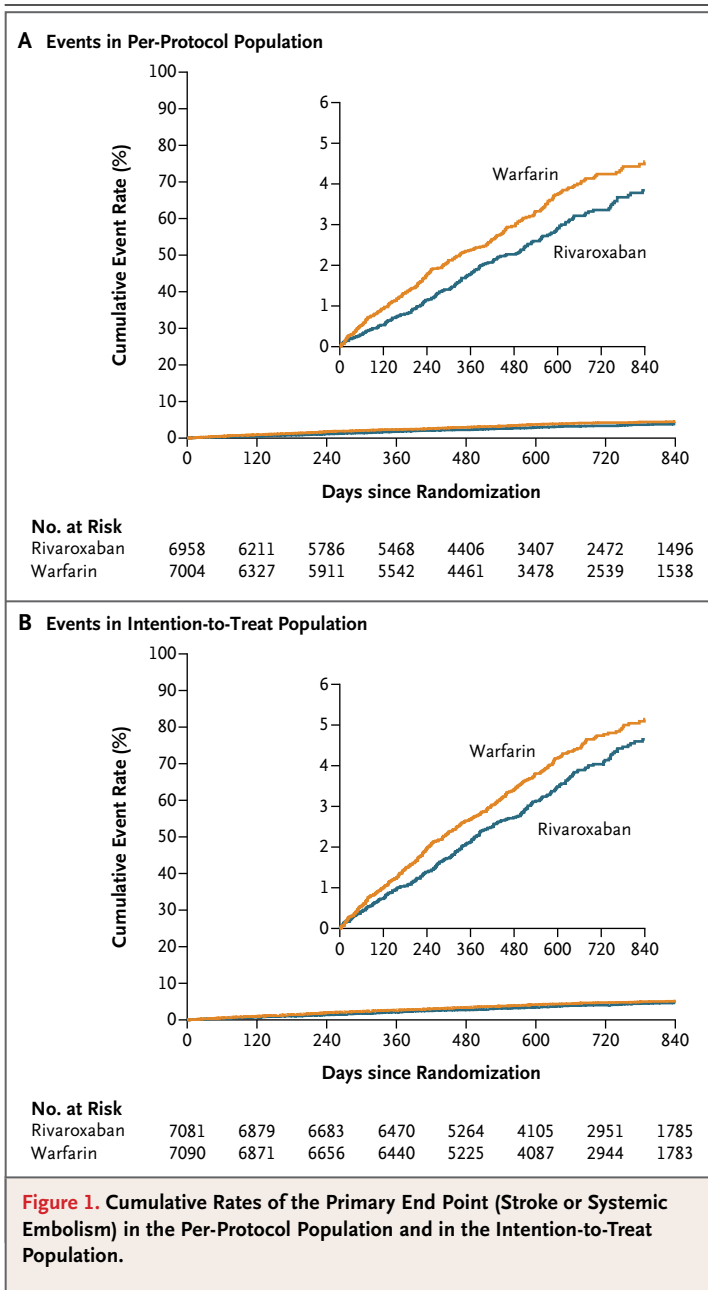 A Events in Per-Protocol Population
100
90
80
70
60
50
40
30
20
10
0
Cumulative Event Rate (%)
6
5
4
3
2
1
0
Warfarin
Rivaroxaban
0 120 240 360 480 600 720 840
0 120 240 360 480 600 720 840
Days since Randomization
No. at Risk
Rivaroxaban 6958 6211 5786 5468 4406 3407 2472 1496
Warfarin 7004 6327 5911 5542 4461 3478 2539 1538
B Events in Intention-to-Treat Population
100
90
80
70
60
50
40
30
20
10
0
Cumulative Event Rate (%)
6
5
4
3
2
1
0
Warfarin
Rivaroxaban
0 120 240 360 480 600 720 840
0 120 240 360 480 600 720 840
Days since Randomization
No. at Risk
Rivaroxaban 7081 6879 6683 6470 5264 4105 2951 1785
Warfarin 7090 6871 6656 6440 5225 4087 2944 1783
Figure 1. Cumulative Rates of the Primary End Point (Stroke or Systemic
Embolism) in the Per-Protocol Population and in the Intention-to-Treat
Population.